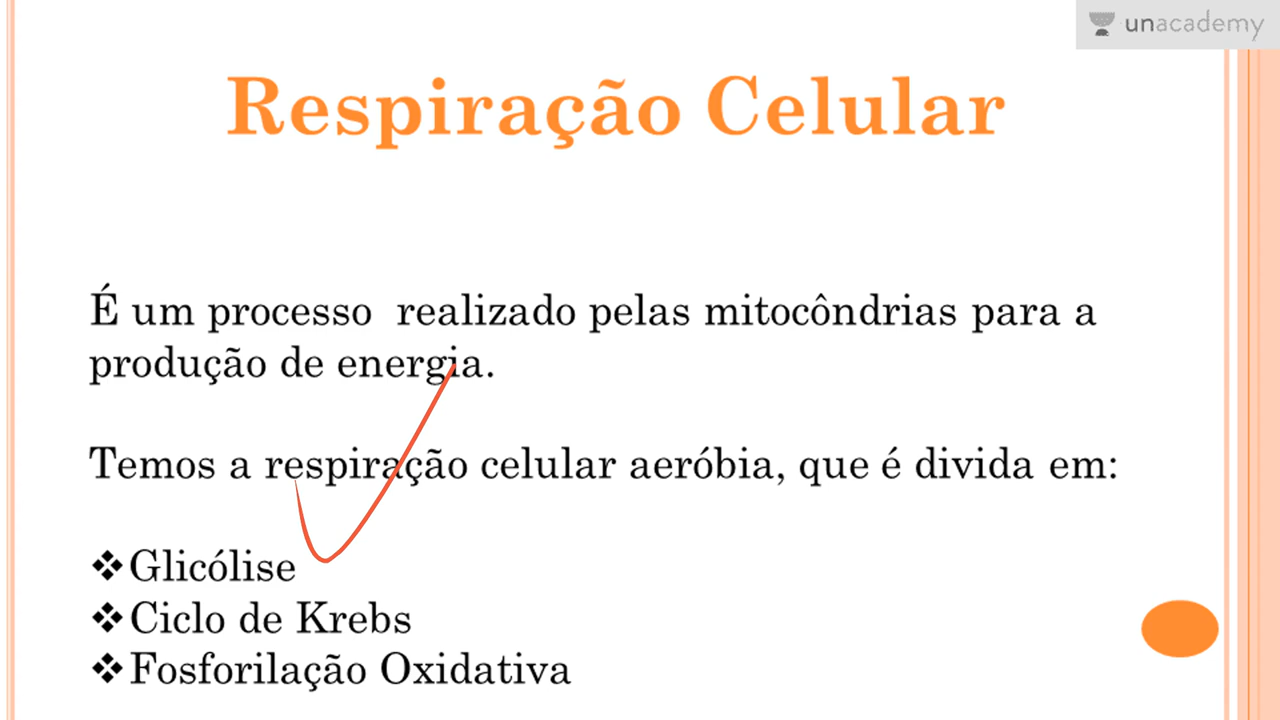 unacademy
Respiração Celular
É um processo realizado pelas mitocôndrias para a
produção de energia.
Temos a respiração celular aeróbia, que é divida em:
❖Glicólise
❖Ciclo de Krebs
❖Fosforilação Oxidativa